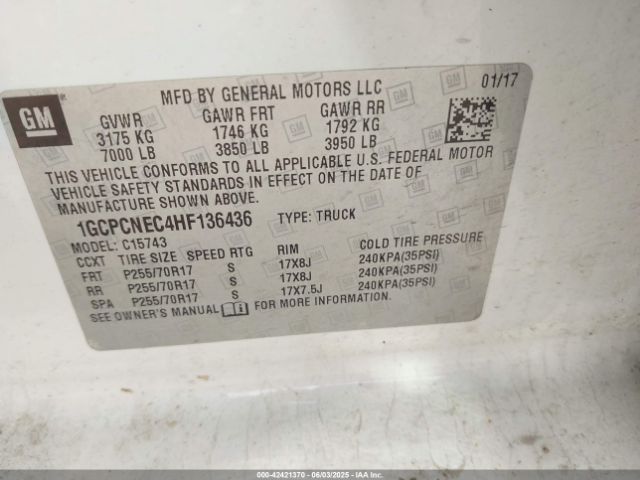 MFD BY GENERAL MOTORS LLC 01/17
GM
GVWR GAWR FRT GAWR RR
3175 KG 1746 KG 1792 KG
7000 LB 3850 LB 3950 LB
THIS VEHICLE CONFORMS TO ALL APPLICABLE U.S. FEDERAL MOTOR
VEHICLE SAFETY STANDARDS IN EFFECT ON THE DATE OF
MANUFACTURE SHOWN ABOVE.
1GCPCNEC4HF136436 TYPE: TRUCK
MODEL: C15743
CCXT TIRE SIZE SPEED RTG RIM COLD TIRE PRESSURE
FRT P255/70R17 S 17X8J 240KPA(35PSI)
RR P255/70R17 S 17X8J 240KPA(35PSI)
SPA P255/70R17 S 17X7.5J 240KPA(35PSI)
SEE OWNER'S MANUAL FOR MORE INFORMATION.
000-42421370 06/03/2025 IAAI.COM